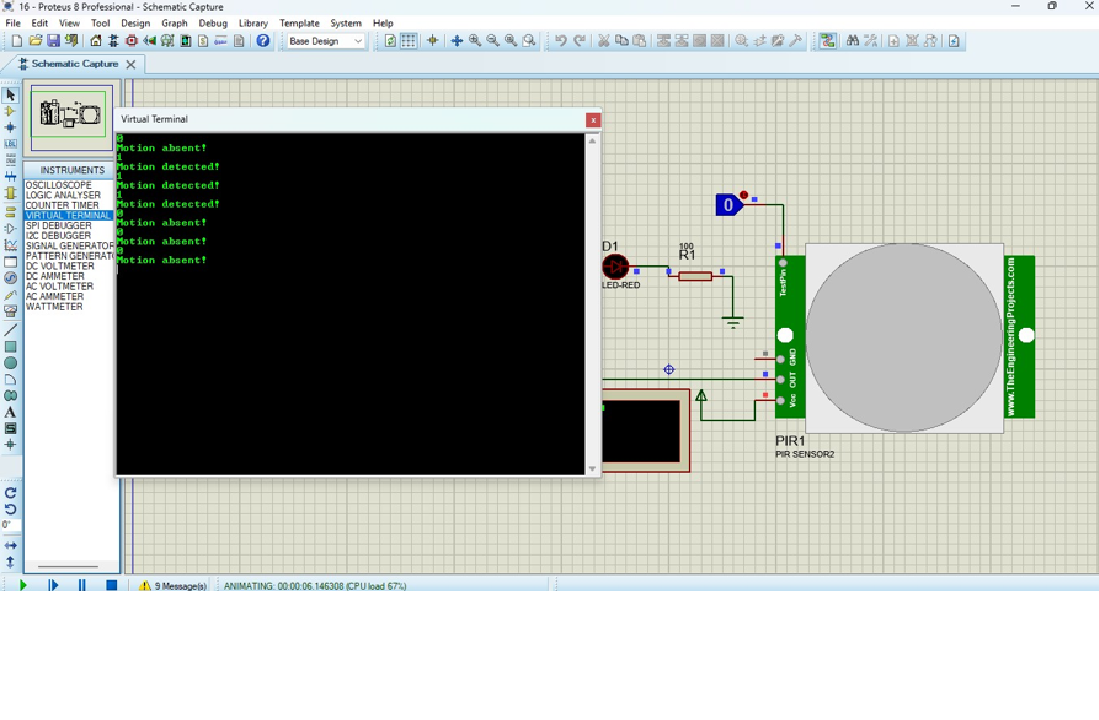 16 - Proteus 8 Professional - Schematic Capture
File Edit View Tool Design Graph Debug Library Template System Help
Base Design
Schematic Capture
Virtual Terminal
0
Motion absent!
1
Motion detected!
1
Motion detected!
1
Motion detected!
0
Motion absent!
0
Motion absent!
0
Motion absent!
INSTRUMENTS
OSCILLOSCOPE
LOGIC ANALYSER
COUNTER TIMER
VIRTUAL TERMINAL
SPI DEBUGGER
I2C DEBUGGER
SIGNAL GENERATOR
PATTERN GENERAT
DC VOLTMETER
DC AMMETER
AC VOLTMETER
AC AMMETER
WATTMETER
LBL
A
S
0°
0
D1
LED-RED
100
R1
TestPin
GND
OUT
Vcc
www.TheEngineeringProjects.com
PIR1
PIR SENSOR2
9 Message(s)
ANIMATING: 00:00:06.146308 (CPU load 67%)